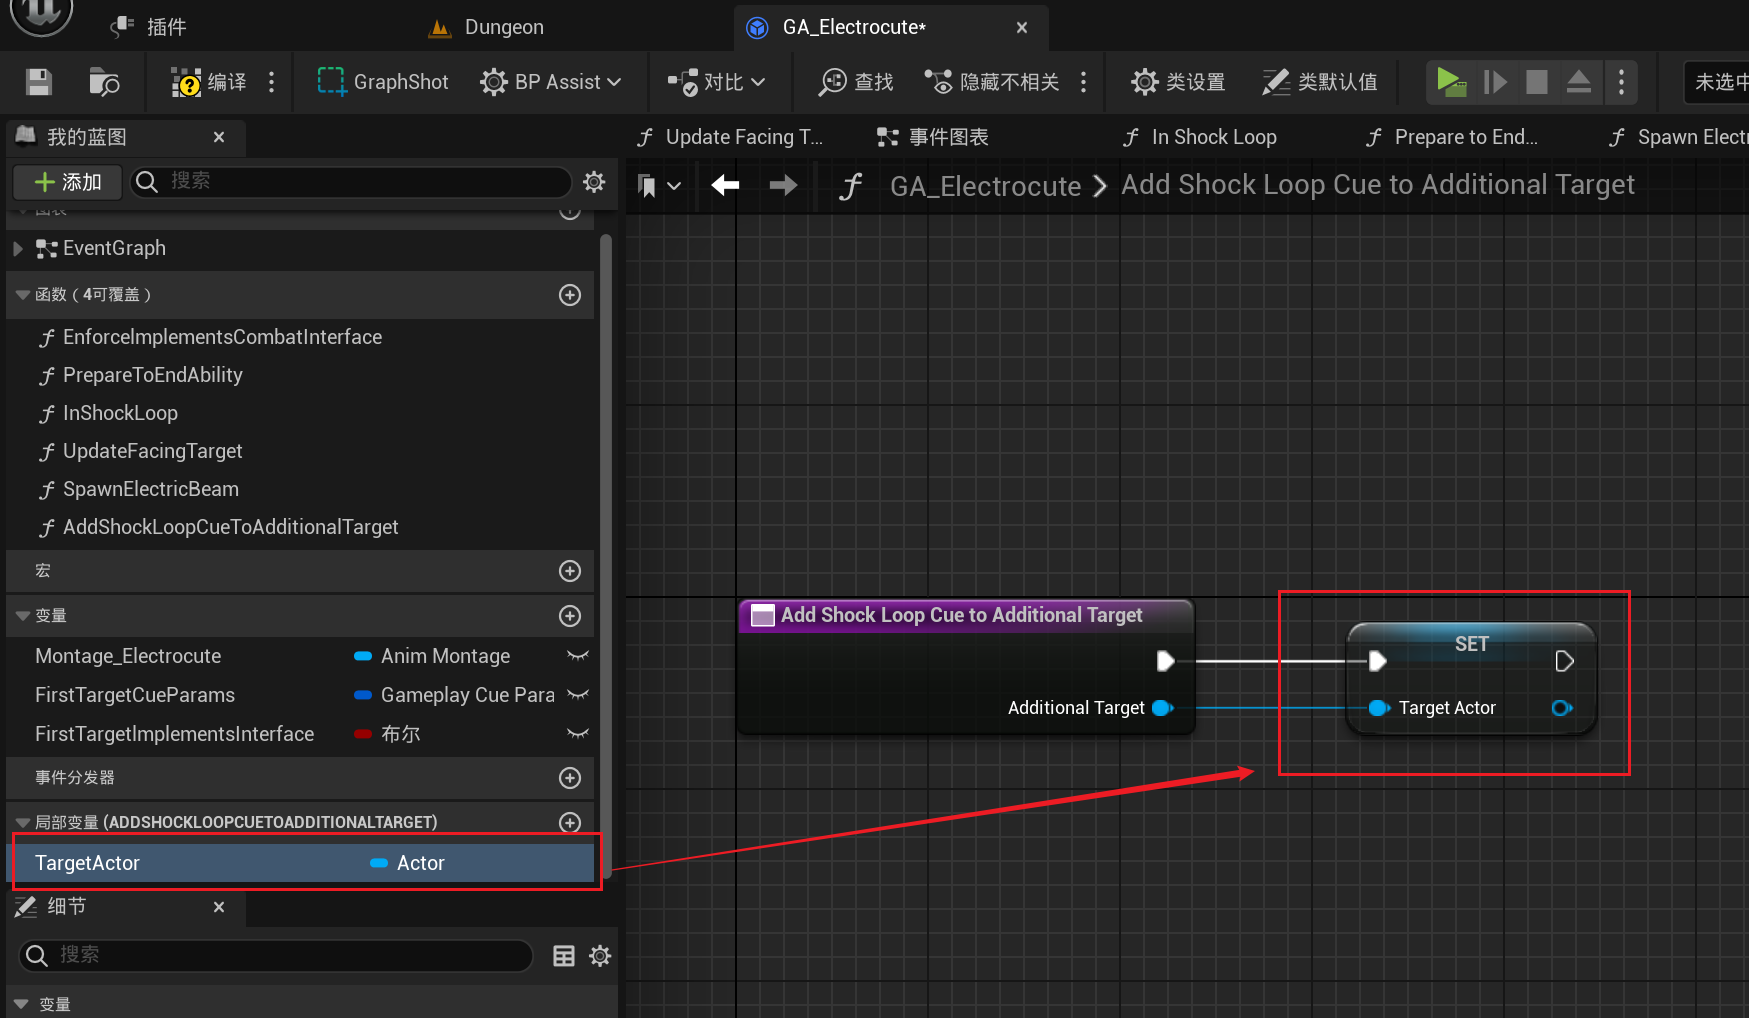 插件
Dungeon
GA_Electrocute*
编译
GraphShot
BP Assist
对比
查找
隐藏不相关
类设置
类默认值
未选中
我的蓝图
Update Facing T...
事件图表
In Shock Loop
Prepare to End...
Spawn Electr
添加
搜索
GA_Electrocute > Add Shock Loop Cue to Additional Target
图表
EventGraph
函数（4可覆盖）
EnforceImplementsCombatInterface
PrepareToEndAbility
InShockLoop
UpdateFacingTarget
SpawnElectricBeam
AddShockLoopCueToAdditionalTarget
宏
变量
Montage_Electrocute
Anim Montage
FirstTargetCueParams
Gameplay Cue Para
FirstTargetImplementsInterface
布尔
事件分发器
局部变量 (ADDSHOCKLOOPCUETOADDITIONALTARGET)
TargetActor
Actor
细节
搜索
变量
Add Shock Loop Cue to Additional Target
Additional Target
SET
Target Actor